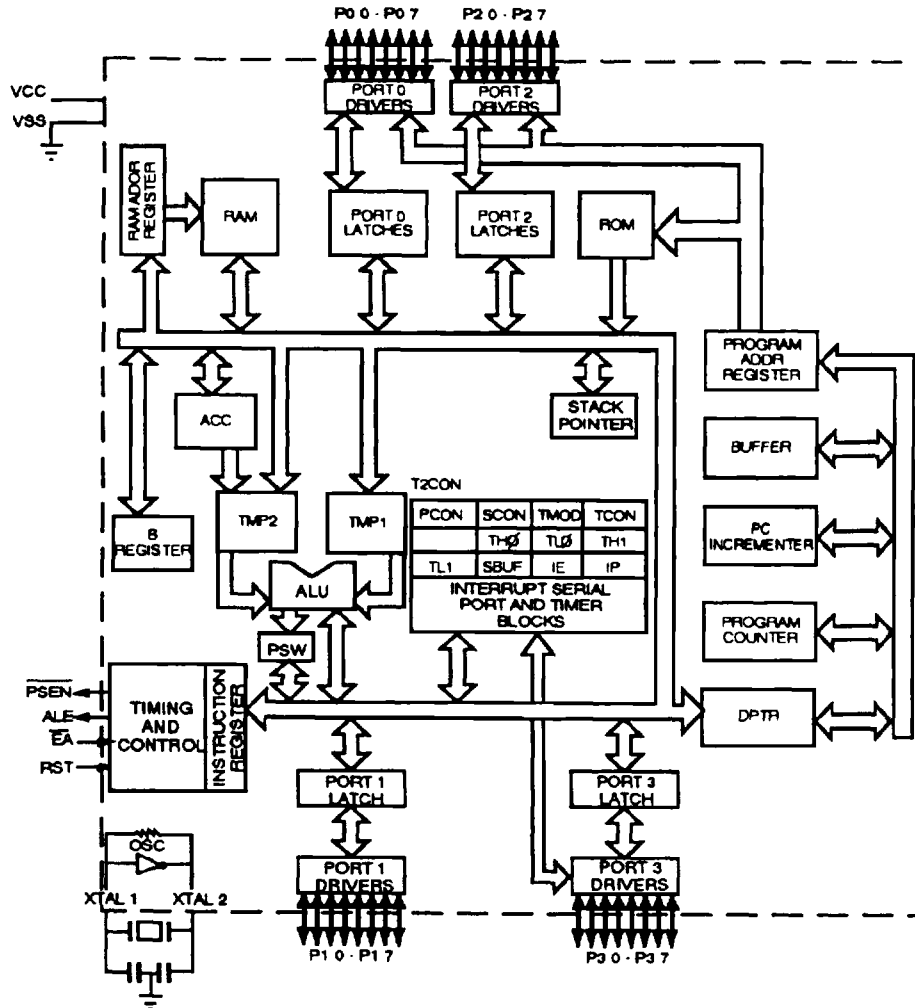 P0 0 - P0 7
P2 0 - P2 7
VCC
VSS
PORT 0
DRIVERS
PORT 2
DRIVERS
RAM ADDR
REGISTER
RAM
PORT 0
LATCHES
PORT 2
LATCHES
ROM
PROGRAM
ADDR
REGISTER
ACC
STACK
POINTER
BUFFER
T2CON
B
REGISTER
TMP2
TMP1
PCON SCON TMOD TCON
TH0 TL0 TH1
TL1 SBUF IE IP
INTERRUPT SERIAL
PORT AND TIMER
BLOCKS
PC
INCREMENTER
ALU
PSW
PROGRAM
COUNTER
PSEN
ALE
EA
RST
TIMING
AND
CONTROL
INSTRUCTION
REGISTER
DPTR
PORT 1
LATCH
PORT 3
LATCH
OSC
XTAL 1
XTAL 2
PORT 1
DRIVERS
PORT 3
DRIVERS
P1 0 - P1 7
P3 0 - P3 7